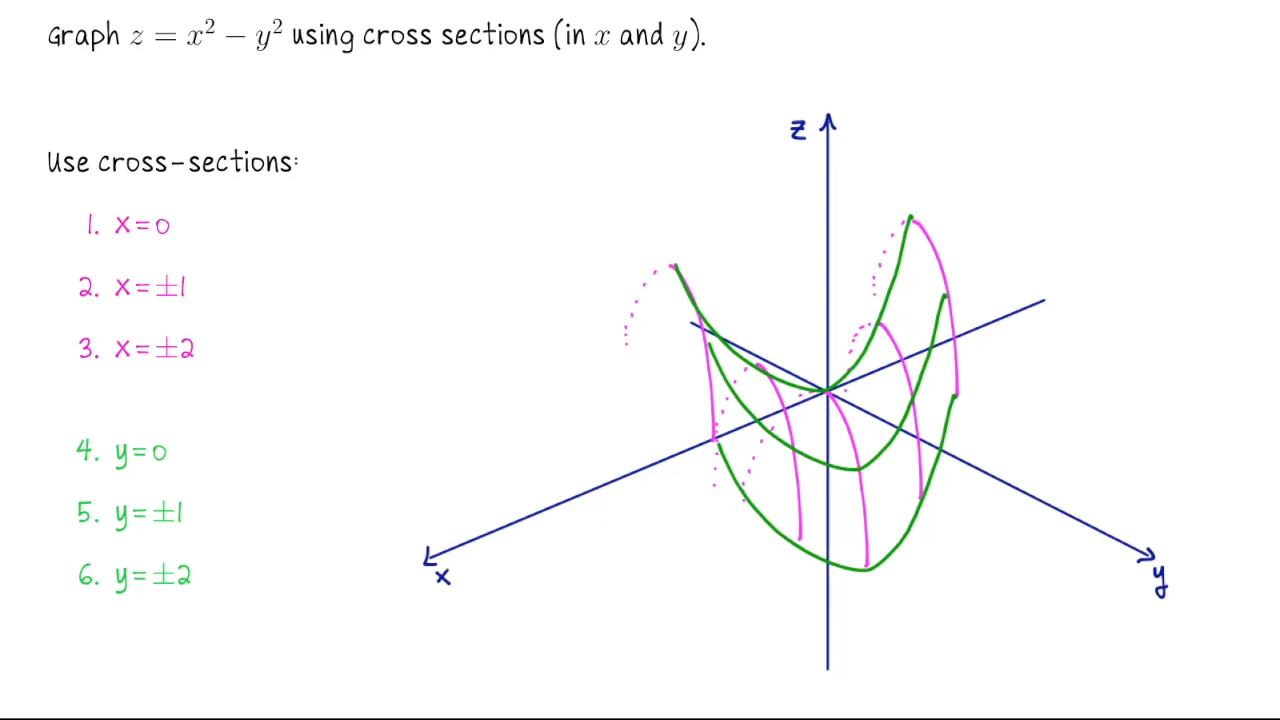 Graph z = x² − y² using cross sections (in x and y).
Use cross-sections:
1. x=0
2. x=±1
3. x=±2
4. y=0
5. y=±1
6. y=±2
z
x
y